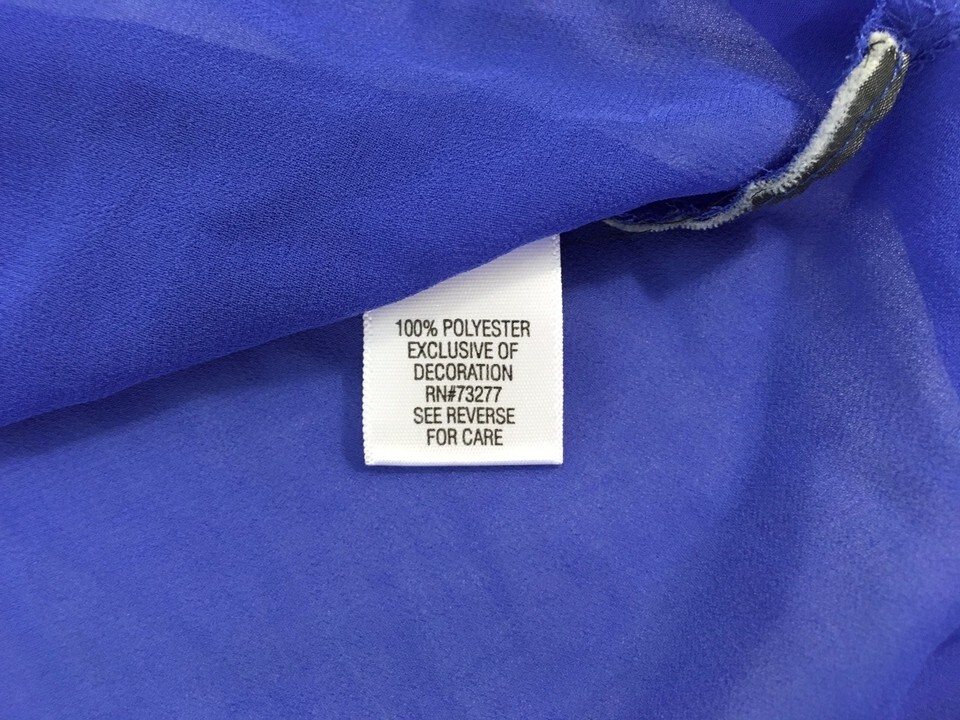 100% POLYESTER
EXCLUSIVE OF
DECORATION
RN#73277
SEE REVERSE
FOR CARE